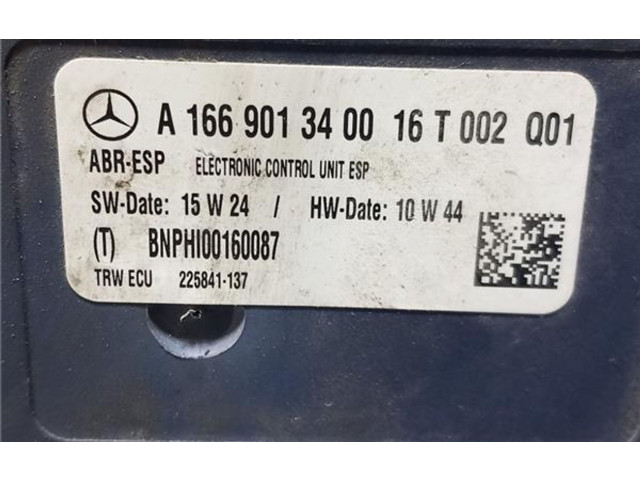 A 166 901 34 00 16 T 002 Q01
ABR-ESP ELECTRONIC CONTROL UNIT ESP
SW-Date: 15 W 24 / HW-Date: 10 W 44
(T) BNPHI00160087
TRW ECU 225841-137